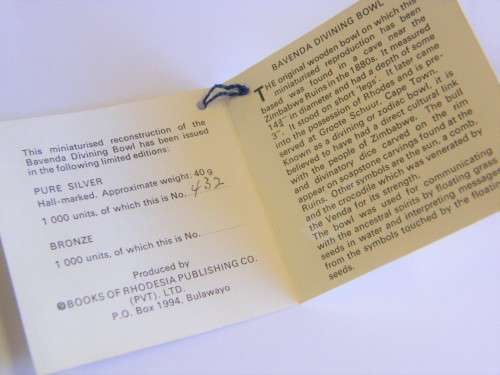 This miniaturised reconstruction of the
Bavenda Divining Bowl has been issued
in the following limited editions:
PURE SILVER
Hall-marked. Approximate weight: 40 g
1 000 units, of which this is No. 432
BRONZE
1 000 units, of which this is No.
Produced by
BOOKS OF RHODESIA PUBLISHING CO.
(PVT). LTD.
P.O. Box 1994, Bulawayo
BAVENDA DIVINING BOWL
THE original wooden bowl on which this
miniaturised reproduction has been
based was found in a cave near the
Zimbabwe Ruins in the 1880s. It measured
14¾" in diameter and had a depth of some
3". It stood on short 'legs'. It later came
into the possession of Rhodes and is pre-
served at Groote Schuur, Cape Town.
Known as a divining or zodiac bowl, it is
believed to have had a direct cultural link
with the people of Zimbabwe. The bull
and divinatory dice carved on the rim
appear on soapstone carvings found at the
Ruins. Other symbols are the sun, a comb
and the crocodile which was venerated by
the Venda for its strength.
The bowl was used for communicating
with the ancestral spirits by floating
seeds in water and interpreting messages
from the symbols touched by the floating
seeds.